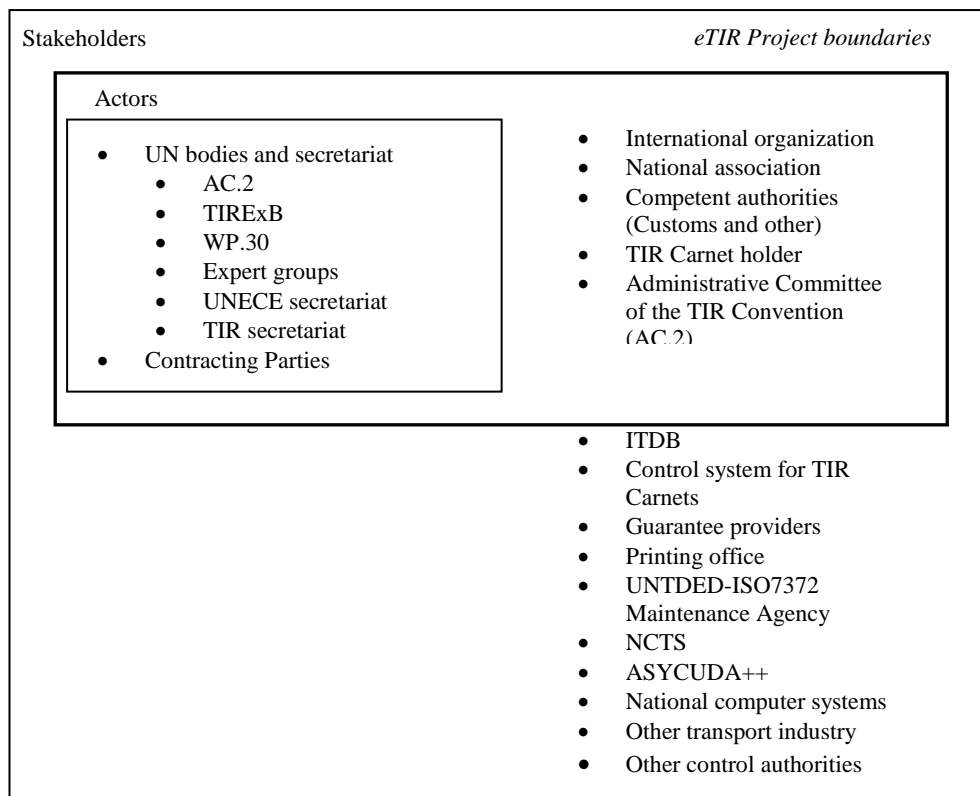 Stakeholders
eTIR Project boundaries
Actors
• UN bodies and secretariat
• AC.2
• TIRExB
• WP.30
• Expert groups
• UNECE secretariat
• TIR secretariat
• Contracting Parties
• International organization
• National association
• Competent authorities
(Customs and other)
• TIR Carnet holder
• Administrative Committee
of the TIR Convention
(AC.2)
• ITDB
• Control system for TIR
Carnets
• Guarantee providers
• Printing office
• UNTDED-ISO7372
Maintenance Agency
• NCTS
• ASYCUDA++
• National computer systems
• Other transport industry
• Other control authorities